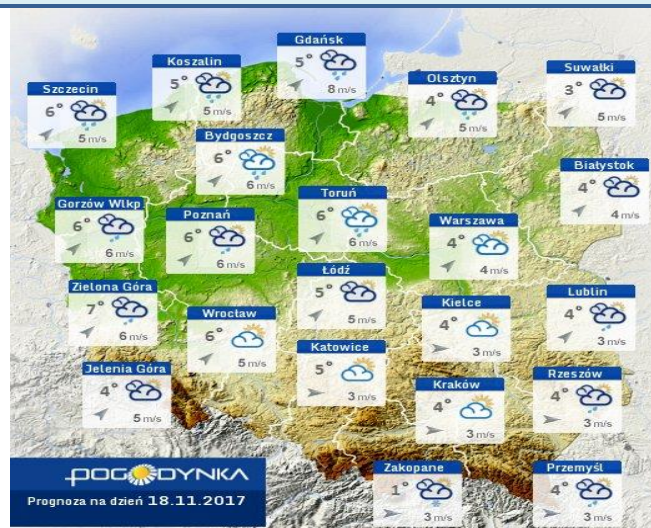 Gdańsk
5°
8 m/s
Koszalin
5°
5 m/s
Suwałki
3°
5 m/s
Olsztyn
4°
5 m/s
Szczecin
6°
5 m/s
Bydgoszcz
6°
6 m/s
Białystok
4°
4 m/s
Toruń
6°
6 m/s
Gorzów Wlkp
6°
6 m/s
Poznań
6°
6 m/s
Warszawa
4°
4 m/s
Łódź
5°
5 m/s
Zielona Góra
7°
6 m/s
Lublin
4°
3 m/s
Kielce
4°
3 m/s
Wrocław
6°
5 m/s
Katowice
5°
3 m/s
Jelenia Góra
4°
5 m/s
Rzeszów
4°
3 m/s
Kraków
4°
3 m/s
Zakopane
1°
3 m/s
Przemyśl
4°
3 m/s
POGODYNKA
Prognoza na dzień 18.11.2017